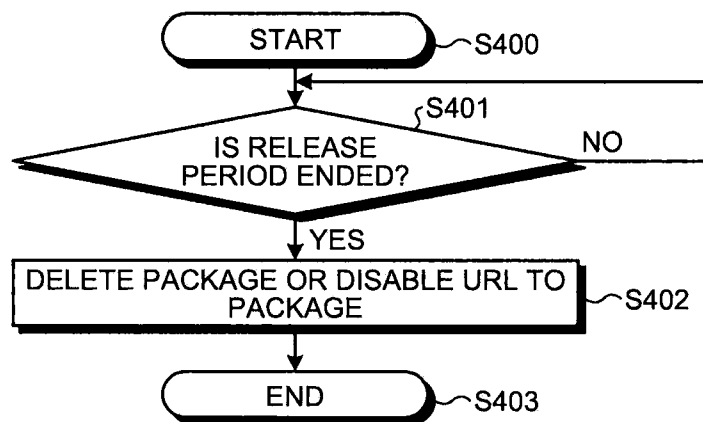 START
S400
S401
IS RELEASE
PERIOD ENDED?
NO
YES
DELETE PACKAGE OR DISABLE URL TO
PACKAGE
S402
END
S403